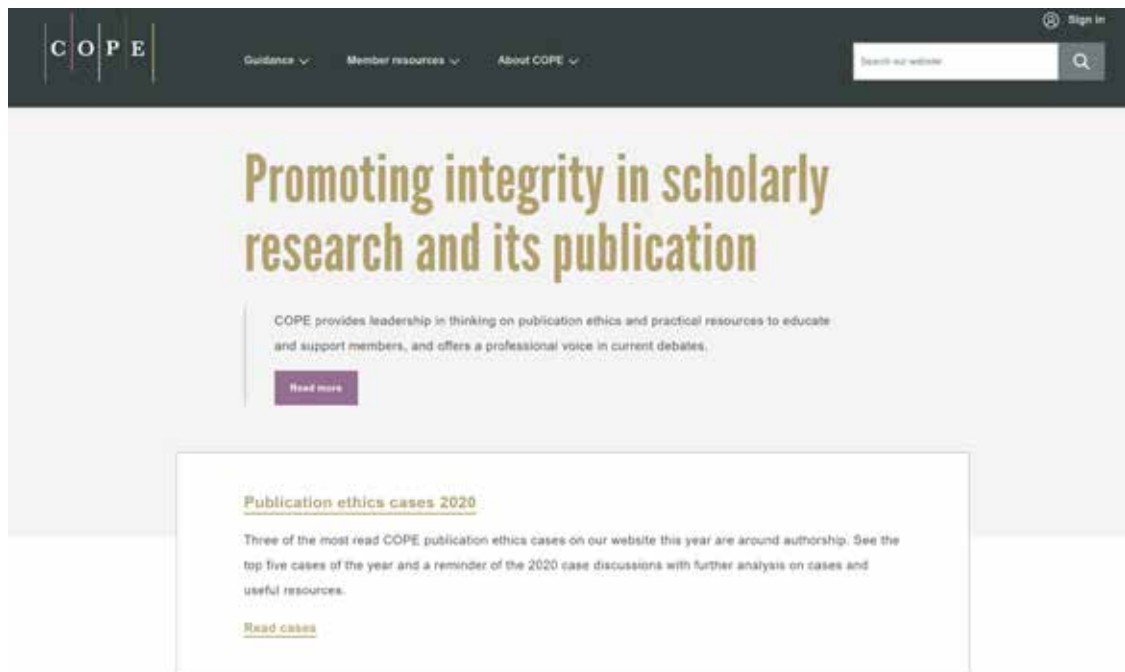 Sign in
COPE
Guidance
Member resources
About COPE
Search our website
Promoting integrity in scholarly
research and its publication
COPE provides leadership in thinking on publication ethics and practical resources to educate
and support members, and offers a professional voice in current debates.
Read more
Publication ethics cases 2020
Three of the most read COPE publication ethics cases on our website this year are around authorship. See the
top five cases of the year and a reminder of the 2020 case discussions with further analysis on cases and
useful resources.
Read cases